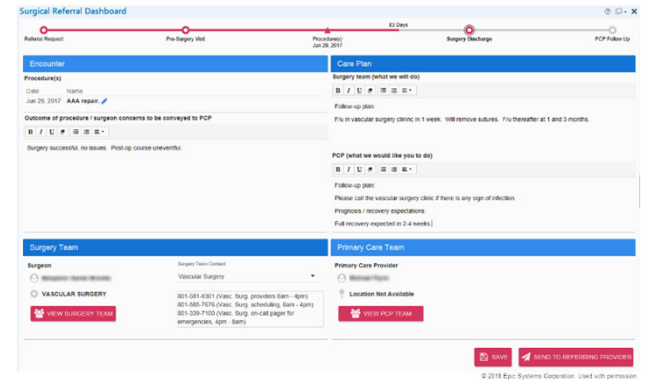 Surgical Referral Dashboard
83 Days
Referral Request
Pre-Surgery Visit
Procedure(s)
Jun 29, 2017
Surgery Discharge
PCP Follow Up
Encounter
Procedure(s)
Date Name
Jun 29, 2017 AAA repair.
Outcome of procedure / surgeon concerns to be conveyed to PCP
B I U
Surgery successful, no issues. Post-op course uneventful.
Care Plan
Surgery team (what we will do)
B I U
Follow-up plan:
F/u in vascular surgery clininc in 1 week. Will remove sutures. F/u thereafter at 1 and 3 months.
PCP (what we would like you to do)
B I U
Follow-up plan:
Please call the vascular surgery clinic if there is any sign of infection.
Prognosis / recovery expectations:
Full recovery expected in 2-4 weeks
Surgery Team
Surgeon
VASCULAR SURGERY
VIEW SURGERY TEAM
Surgery Team Contact
Vascular Surgery
801-581-8301 (Vasc. Surg. providers 8am - 4pm)
801-585-7676 (Vasc. Surg. scheduling, 8am - 4pm)
801-339-7100 (Vasc. Surg. on-call pager for
emergencies, 4pm - 8am)
Primary Care Team
Primary Care Provider
Location Not Available
VIEW PCP TEAM
SAVE
SEND TO REFERRING PROVIDER
© 2018 Epic Systems Corporation. Used with permission.